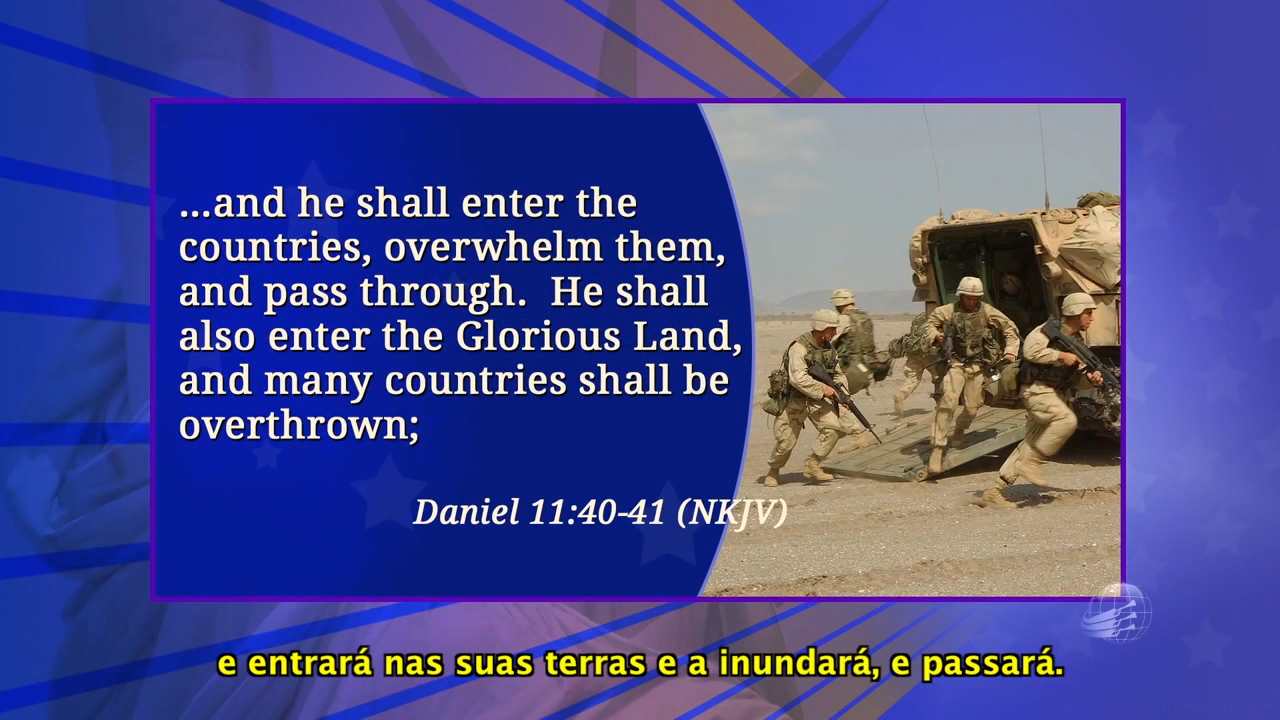 ...and he shall enter the
countries, overwhelm them,
and pass through.  He shall
also enter the Glorious Land,
and many countries shall be
overthrown;
Daniel 11:40-41 (NKJV)
e entrará nas suas terras e a inundará, e passará.